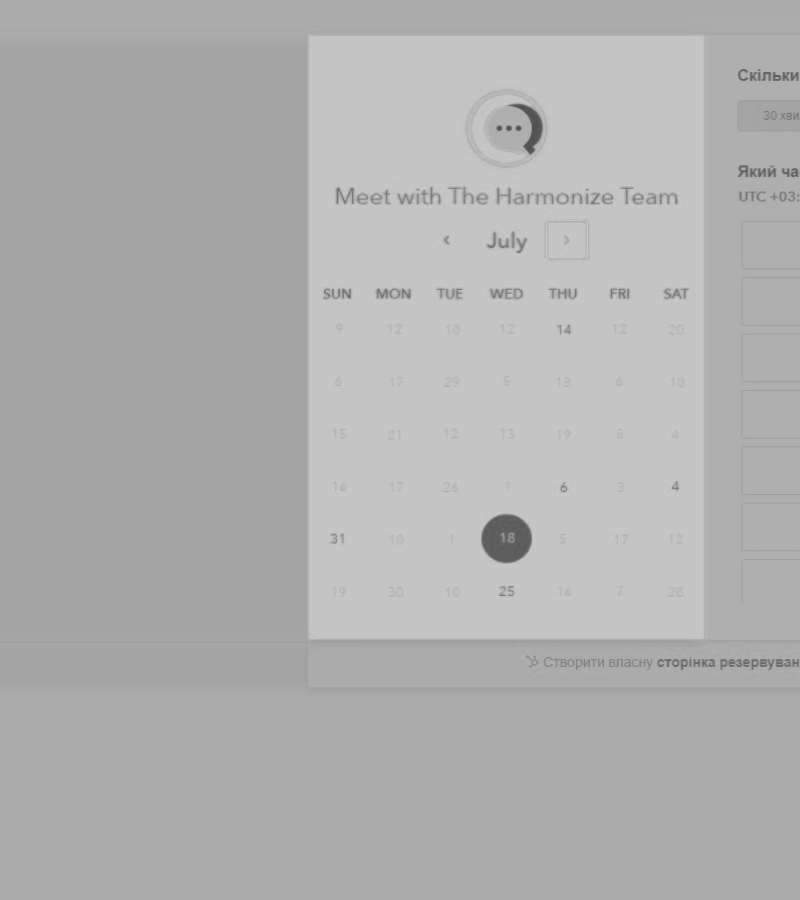 Meet with The Harmonize Team
July
SUN MON TUE WED THU FRI SAT
9 12 10 12 14 12 20
6 17 29 5 18 6 10
15 21 12 13 19 8 4
16 17 26 1 6 3 4
31 10 1 18 5 17 12
19 30 10 25 16 7 28
Скільки
30 хви
Який ча
UTC +03:
Створити власну сторінка резервуван